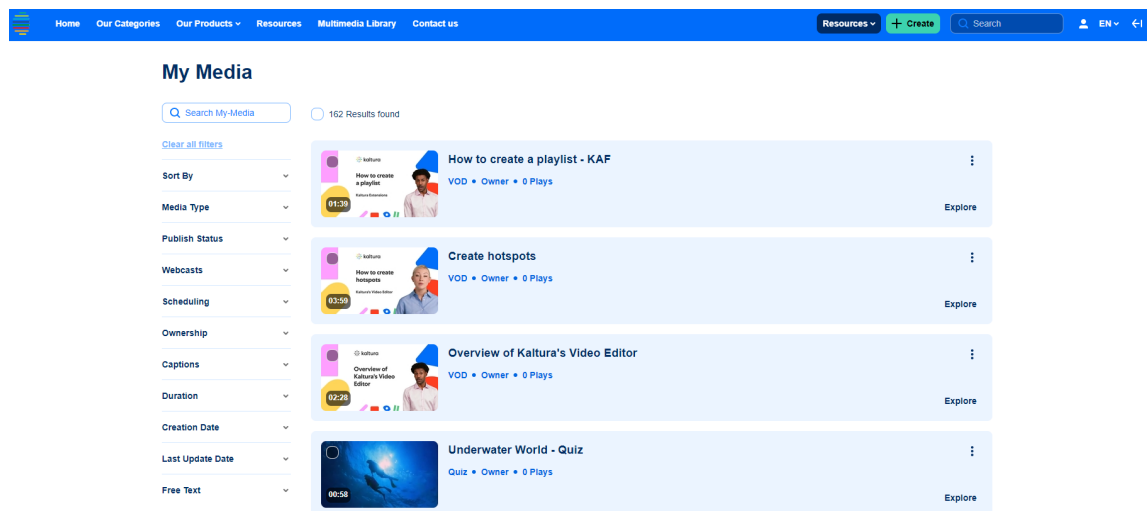 Home Our Categories Our Products Resources Multimedia Library Contact us Resources + Create Search EN
My Media
Search My-Media
162 Results found
Clear all filters
Sort By
Media Type
Publish Status
Webcasts
Scheduling
Ownership
Captions
Duration
Creation Date
Last Update Date
Free Text
kaltura
How to create
a playlist
Kaltura Extensions
01:39
How to create a playlist - KAF
VOD • Owner • 0 Plays
Explore
kaltura
How to create
hotspots
Kaltura's Video Editor
03:59
Create hotspots
VOD • Owner • 0 Plays
Explore
kaltura
Overview of
Kaltura's Video
Editor
02:28
Overview of Kaltura's Video Editor
VOD • Owner • 0 Plays
Explore
00:58
Underwater World - Quiz
Quiz • Owner • 0 Plays
Explore